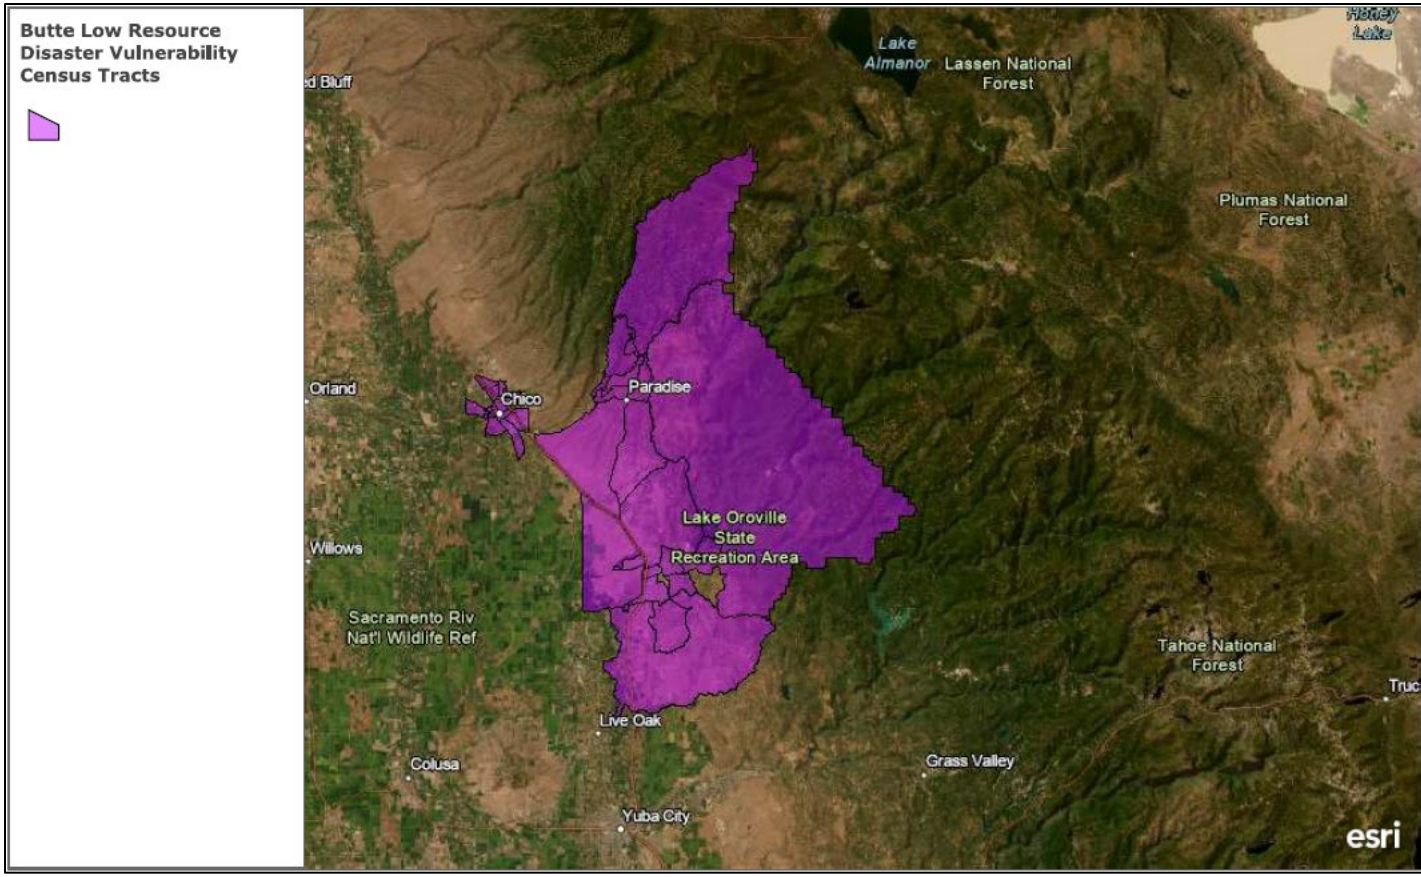 Butte Low Resource
Disaster Vulnerability
Census Tracts
Honey
Lake
Lake
Almanor
Lassen National
Forest
ed Bluff
Plumas National
Forest
Orland
Chico
Paradise
Lake Oroville
State
Recreation Area
Willows
Sacramento Riv
Nat'l Wildlife Ref
Tahoe National
Forest
Truc
Live Oak
Colusa
Grass Valley
Yuba City
esri